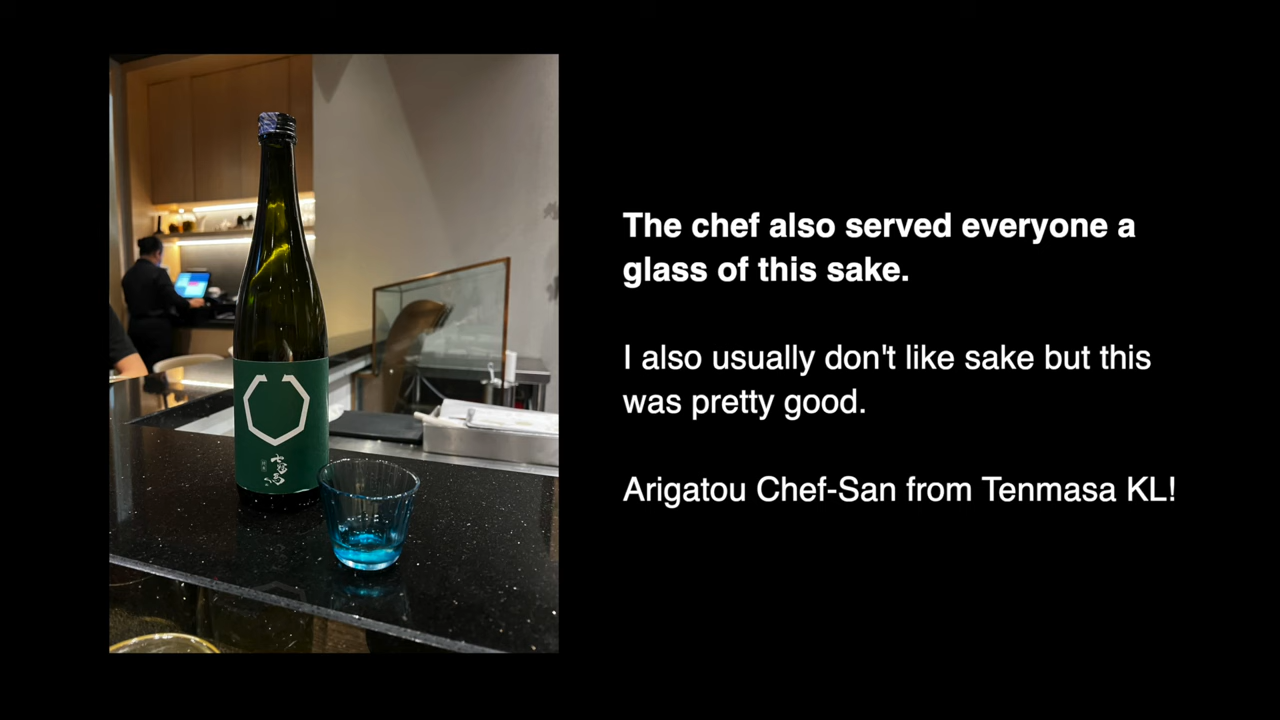 The chef also served everyone a
glass of this sake.
I also usually don't like sake but this
was pretty good.
Arigatou Chef-San from Tenmasa KL!